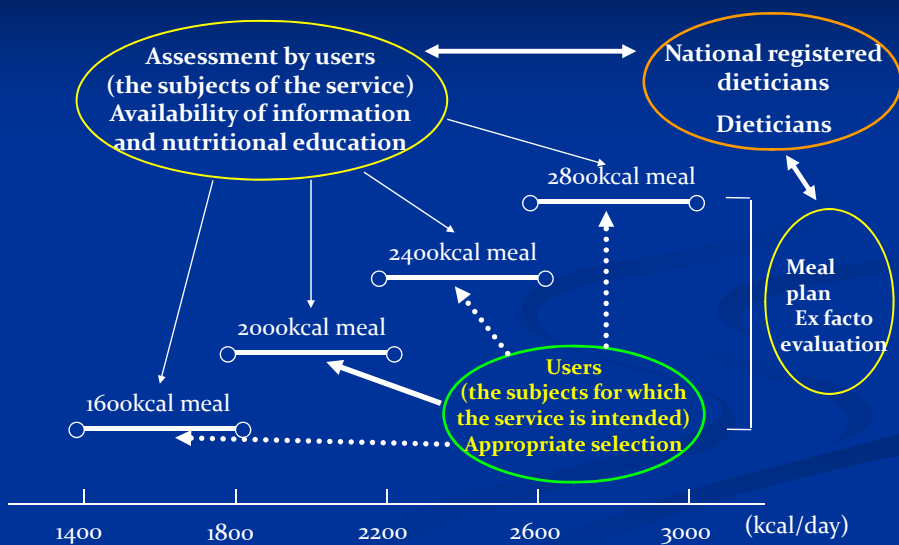 Assessment by users
(the subjects of the service)
Availability of information
and nutritional education
National registered
dieticians
Dieticians
2800kcal meal
2400kcal meal
2000kcal meal
1600kcal meal
Meal
plan
Ex facto
evaluation
Users
(the subjects for which
the service is intended)
Appropriate selection
1400 1800 2200 2600 3000 (kcal/day)